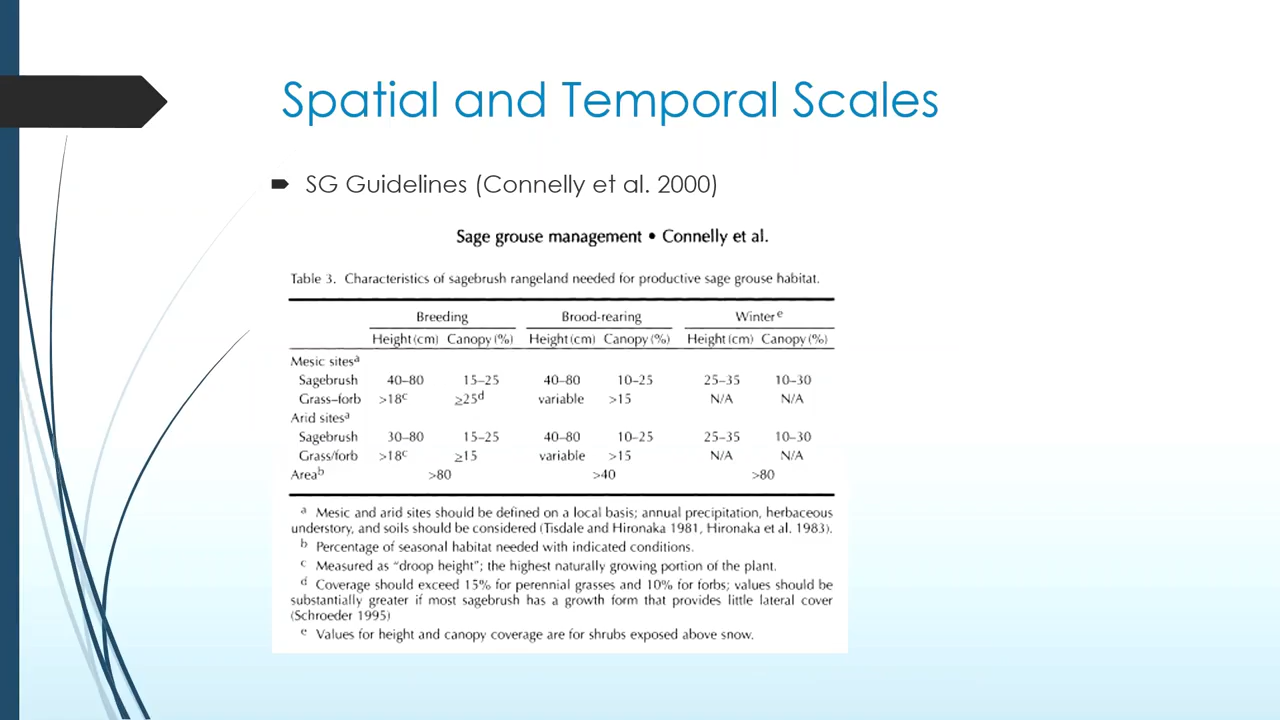 Spatial and Temporal Scales
SG Guidelines (Connelly et al. 2000)
Sage grouse management • Connelly et al.
Table 3. Characteristics of sagebrush rangeland needed for productive sage grouse habitat.
Breeding Brood-rearing Winter e
Height (cm) Canopy (%) Height (cm) Canopy (%) Height (cm) Canopy (%)
Mesic sites a
Sagebrush 40–80 15–25 40–80 10–25 25–35 10–30
Grass–forb >18 c ≥25 d variable >15 N/A N/A
Arid sites a
Sagebrush 30–80 15–25 40–80 10–25 25–35 10–30
Grass/forb >18 c ≥15 variable >15 N/A N/A
Area b >80 >40 >80
a Mesic and arid sites should be defined on a local basis; annual precipitation, herbaceous
understory, and soils should be considered (Tisdale and Hironaka 1981, Hironaka et al. 1983).
b Percentage of seasonal habitat needed with indicated conditions.
c Measured as “droop height”; the highest naturally growing portion of the plant.
d Coverage should exceed 15% for perennial grasses and 10% for forbs; values should be
substantially greater if most sagebrush has a growth form that provides little lateral cover
(Schroeder 1995)
e Values for height and canopy coverage are for shrubs exposed above snow.